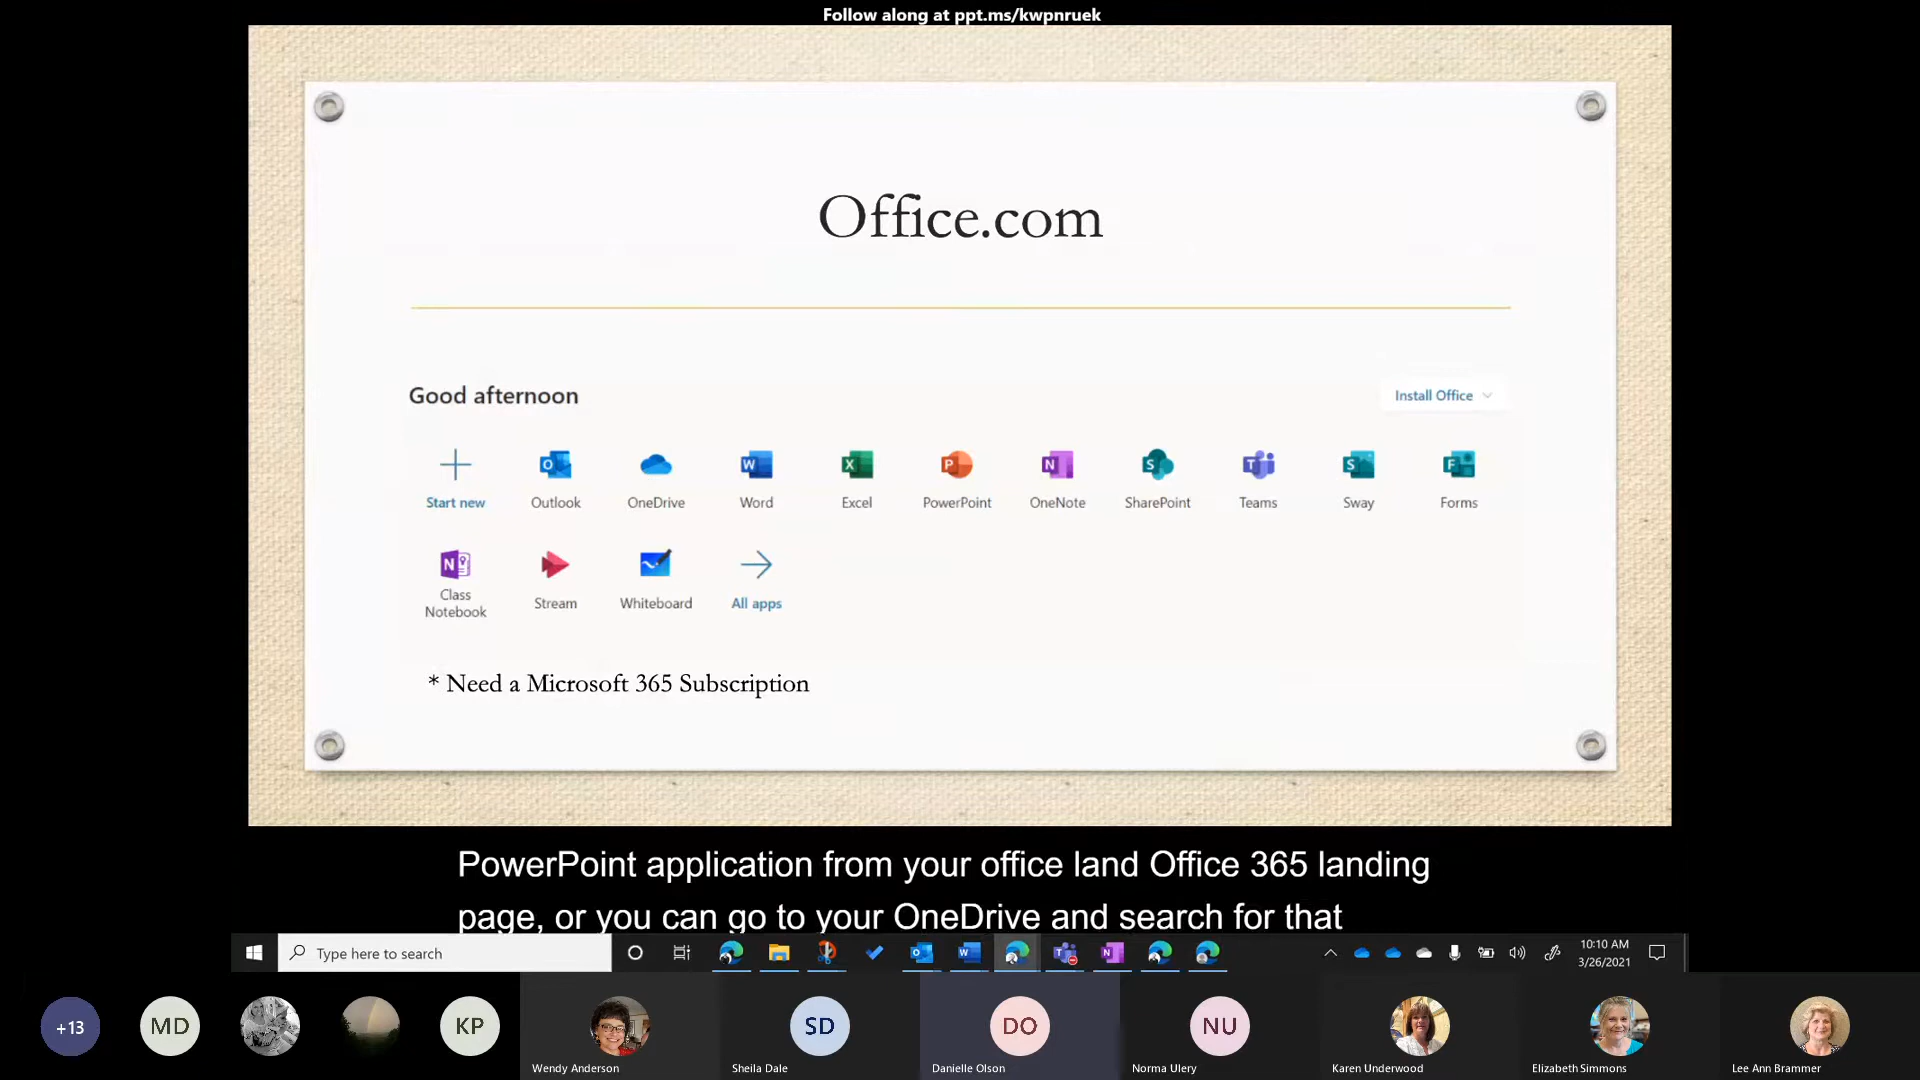 Follow along at ppt.ms/kwpnruek
Office.com
Good afternoon
Install Office
Start new
Outlook
OneDrive
Word
Excel
PowerPoint
OneNote
SharePoint
Teams
Sway
Forms
Class
Notebook
Stream
Whiteboard
All apps
* Need a Microsoft 365 Subscription
PowerPoint application from your office land Office 365 landing
page, or you can go to your OneDrive and search for that
Type here to search
10:10 AM
3/26/2021
+13
MD
KP
SD
DO
NU
Wendy Anderson
Sheila Dale
Danielle Olson
Norma Ulery
Karen Underwood
Elizabeth Simmons
Lee Ann Brammer